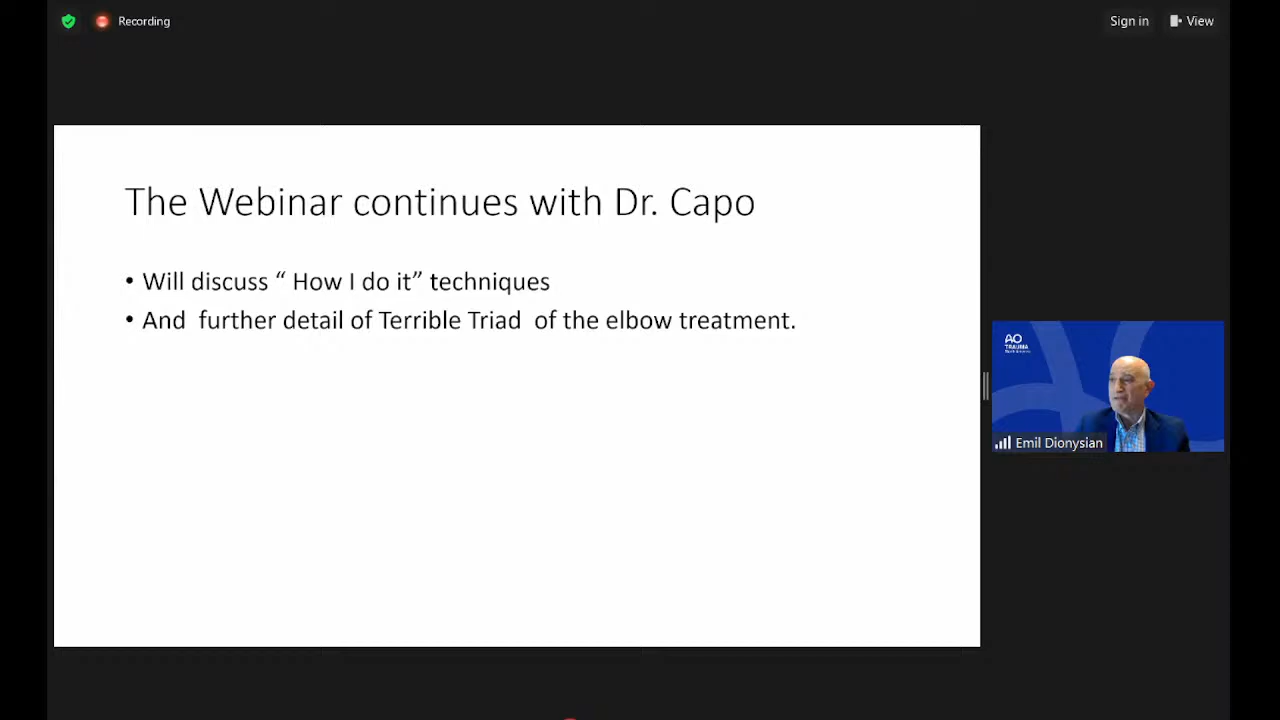 Recording
Sign in
View
The Webinar continues with Dr. Capo
• Will discuss “ How I do it” techniques
• And  further detail of Terrible Triad  of the elbow treatment.
AO
TRAUMA
Emil Dionysian